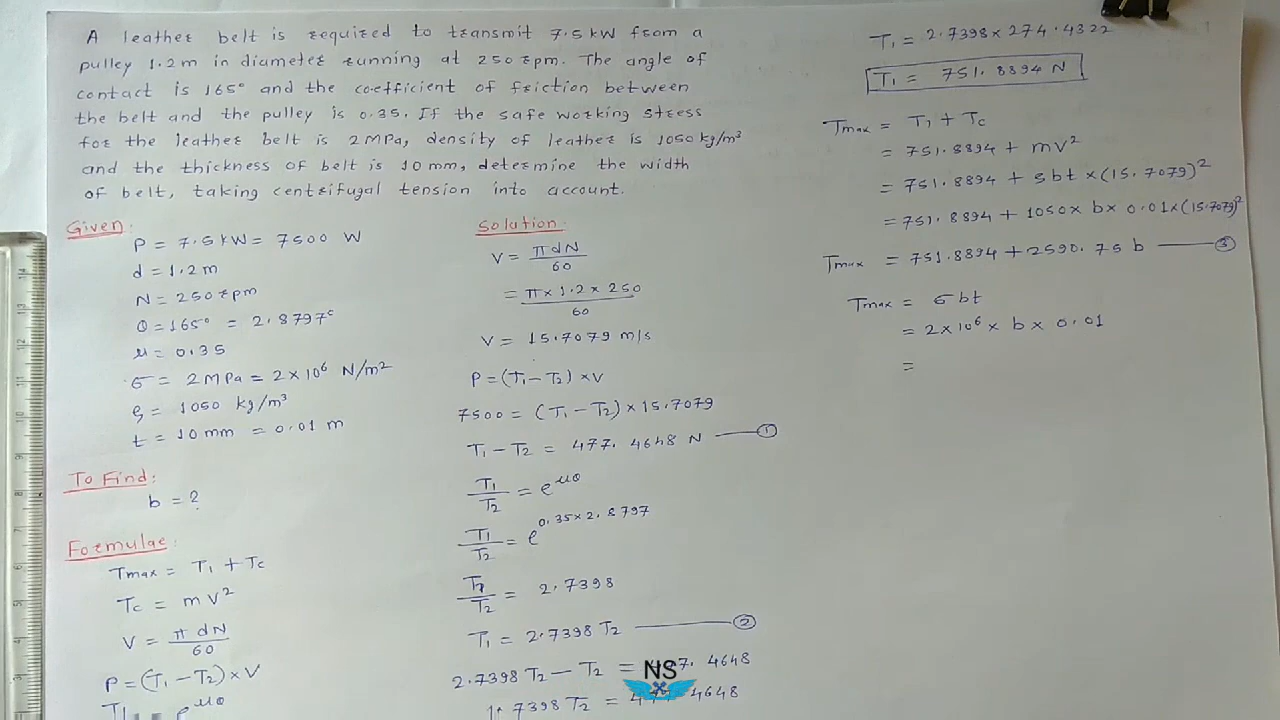 A leather belt is required to transmit 7.5 kW from a
pulley 1.2 m in diameter running at 250 rpm. The angle of
contact is 165° and the coefficient of friction between
the belt and the pulley is 0.35. If the safe working stress
for the leather belt is 2 MPa, density of leather is 1050 kg/m³
and the thickness of belt is 10 mm, determine the width
of belt, taking centrifugal tension into account.
Given:
P = 7.5 kW = 7500 W
d = 1.2 m
N = 250 rpm
θ = 165° = 2.8797ᶜ
μ = 0.35
σ = 2 MPa = 2×10⁶ N/m²
ρ = 1050 kg/m³
t = 10 mm = 0.01 m
To Find:
b = ?
Formulae:
Tmax = T₁ + Tc
Tc = mv²
V = πdN/60
P = (T₁ - T₂) × V
Solution:
V = πdN/60
= π×1.2×250/60
V = 15.7079 m/s
P = (T₁ - T₂) × V
7500 = (T₁ - T₂) × 15.7079
T₁ - T₂ = 477.4648 N —— ①
T₁/T₂ = e^μθ
T₁/T₂ = e^0.35×2.8797
T₁/T₂ = 2.7398
T₁ = 2.7398 T₂ —— ②
2.7398 T₂ - T₂ = 477.4648
1.7398 T₂ = 477.4648
NS
T₁ = 2.7398 × 274.4322
T₁ = 751.8894 N
Tmax = T₁ + Tc
= 751.8894 + mv²
= 751.8894 + ρbt × (15.7079)²
= 751.8894 + 1050 × b × 0.01 × (15.7079)²
Tmax = 751.8894 + 2590.75 b —— ③
Tmax = σbt
= 2×10⁶ × b × 0.01
=